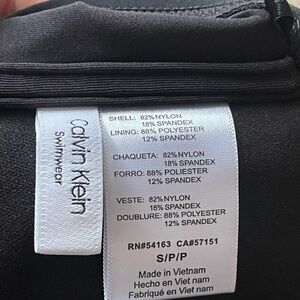 Calvin Klein
Swimwear
SHELL: 82% NYLON
18% SPANDEX
LINING: 88% POLYESTER
12% SPANDEX
CHAQUETA: 82% NYLON
18% SPANDEX
FORRO: 88% POLYESTER
12% SPANDEX
VESTE: 82% NYLON
18% SPANDEX
DOUBLURE: 88% POLYESTER
12% SPANDEX
RN#54163 CA#57151
S/P/P
Made in Vietnam
Hecho en Viet nam
Fabriqué en Viet nam